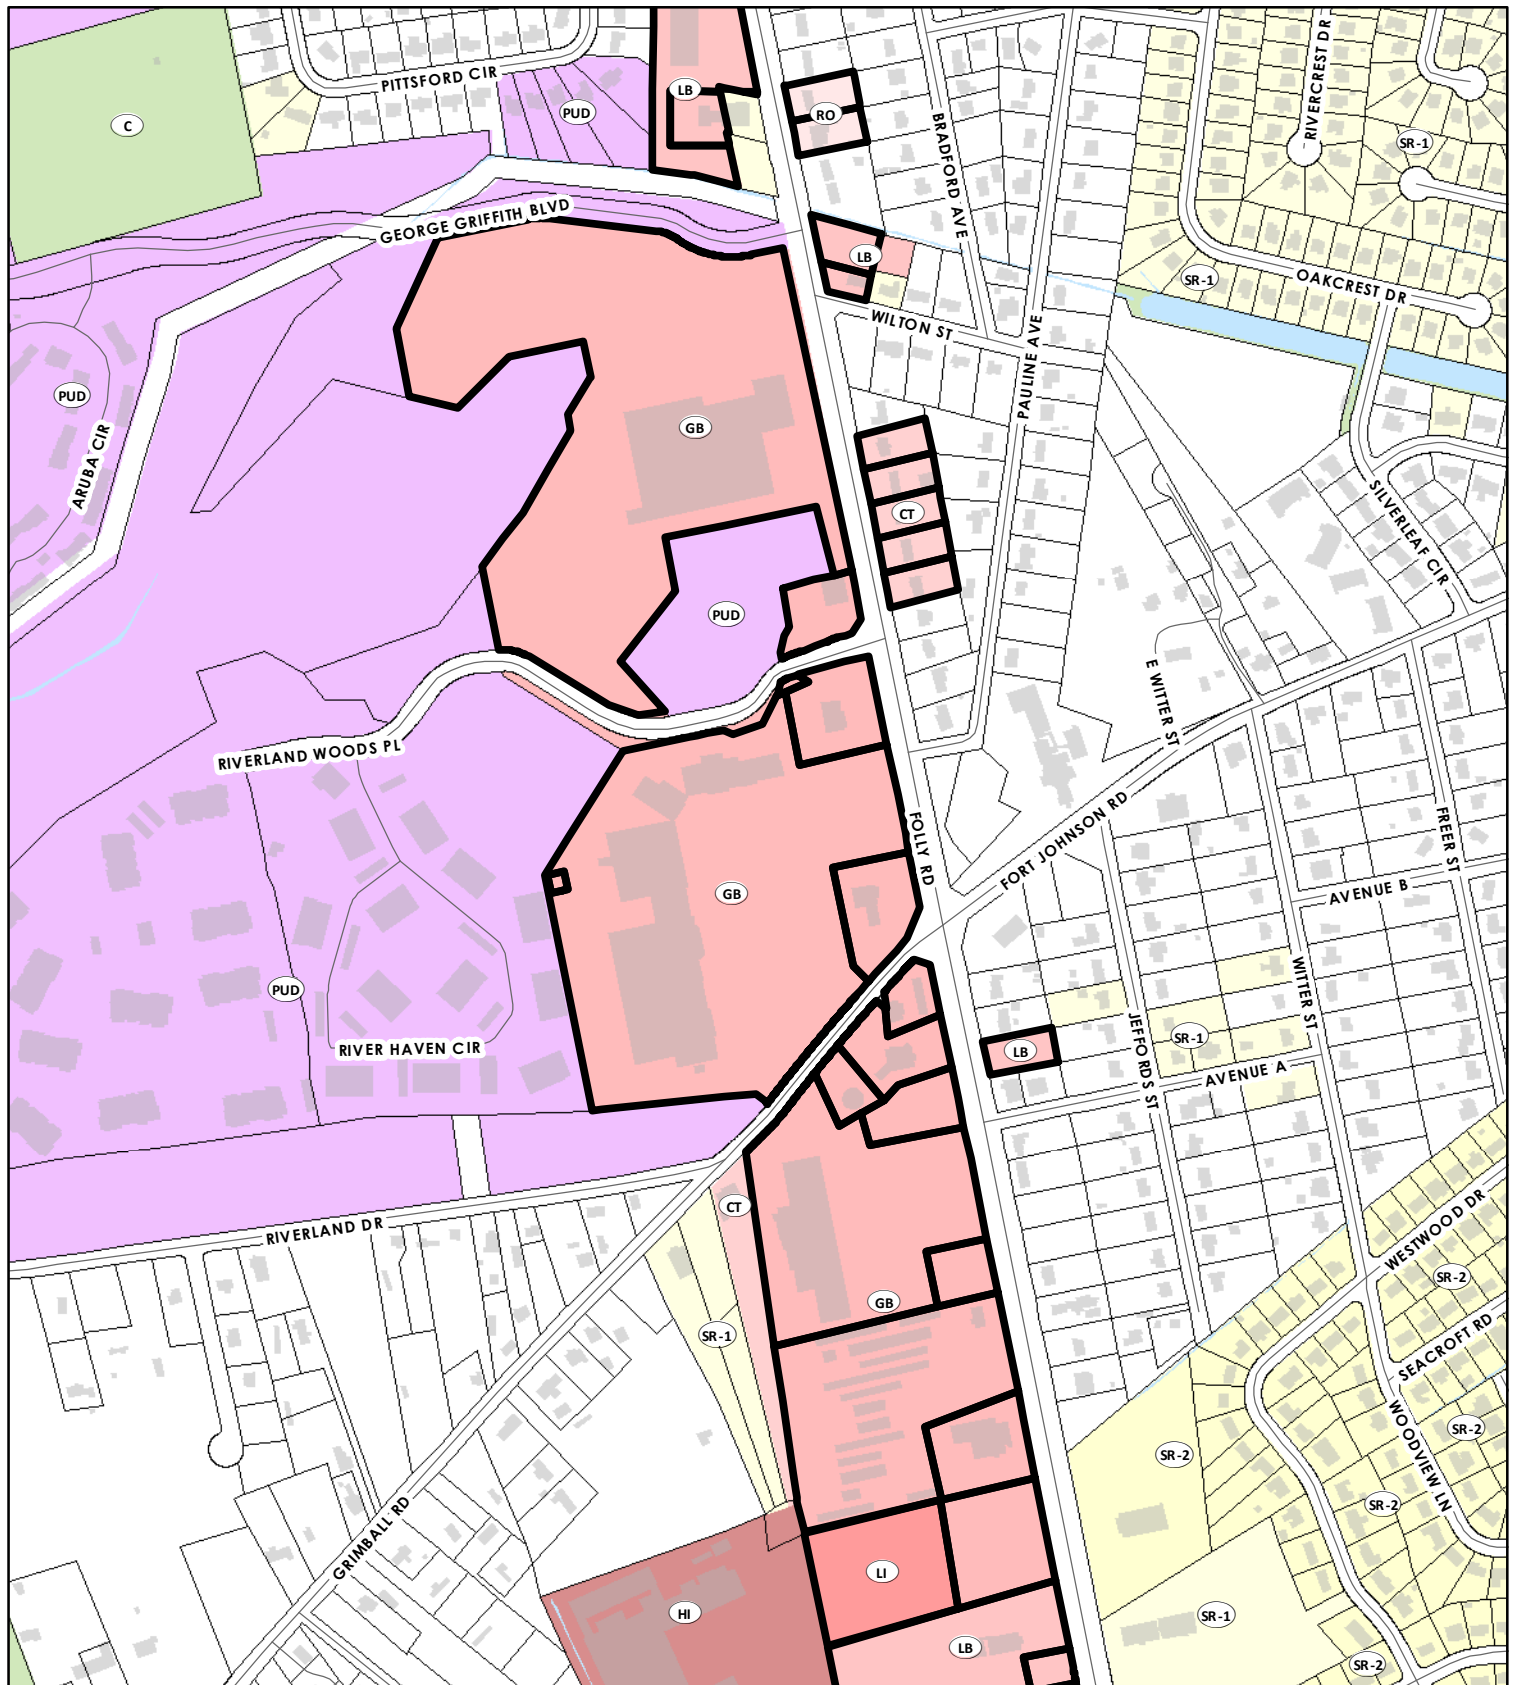 RIVERCREST DR
PITTSFORD CIR
LB
PUD
RO
C
BRADFORD AVE
SR-1
GEORGE GRIFFITH BLVD
LB
SR-1
OAKCREST DR
WILTON ST
PAULINE AVE
PUD
ARUBA CIR
GB
CT
SILVERLEAF CIR
PUD
E WITTER ST
RIVERLAND WOODS PL
FOLLY RD
FORT JOHNSON RD
FREER ST
GB
AVENUE B
PUD
WITTER ST
RIVER HAVEN CIR
LB
JEFFORDS ST
SR-1
AVENUE A
CT
RIVERLAND DR
WESTWOOD DR
SR-2
GB
SR-1
SEACROFT RD
SR-2
WOODVIEW LN
SR-2
SR-2
GRIMBALL RD
LI
HI
SR-1
LB
SR-2